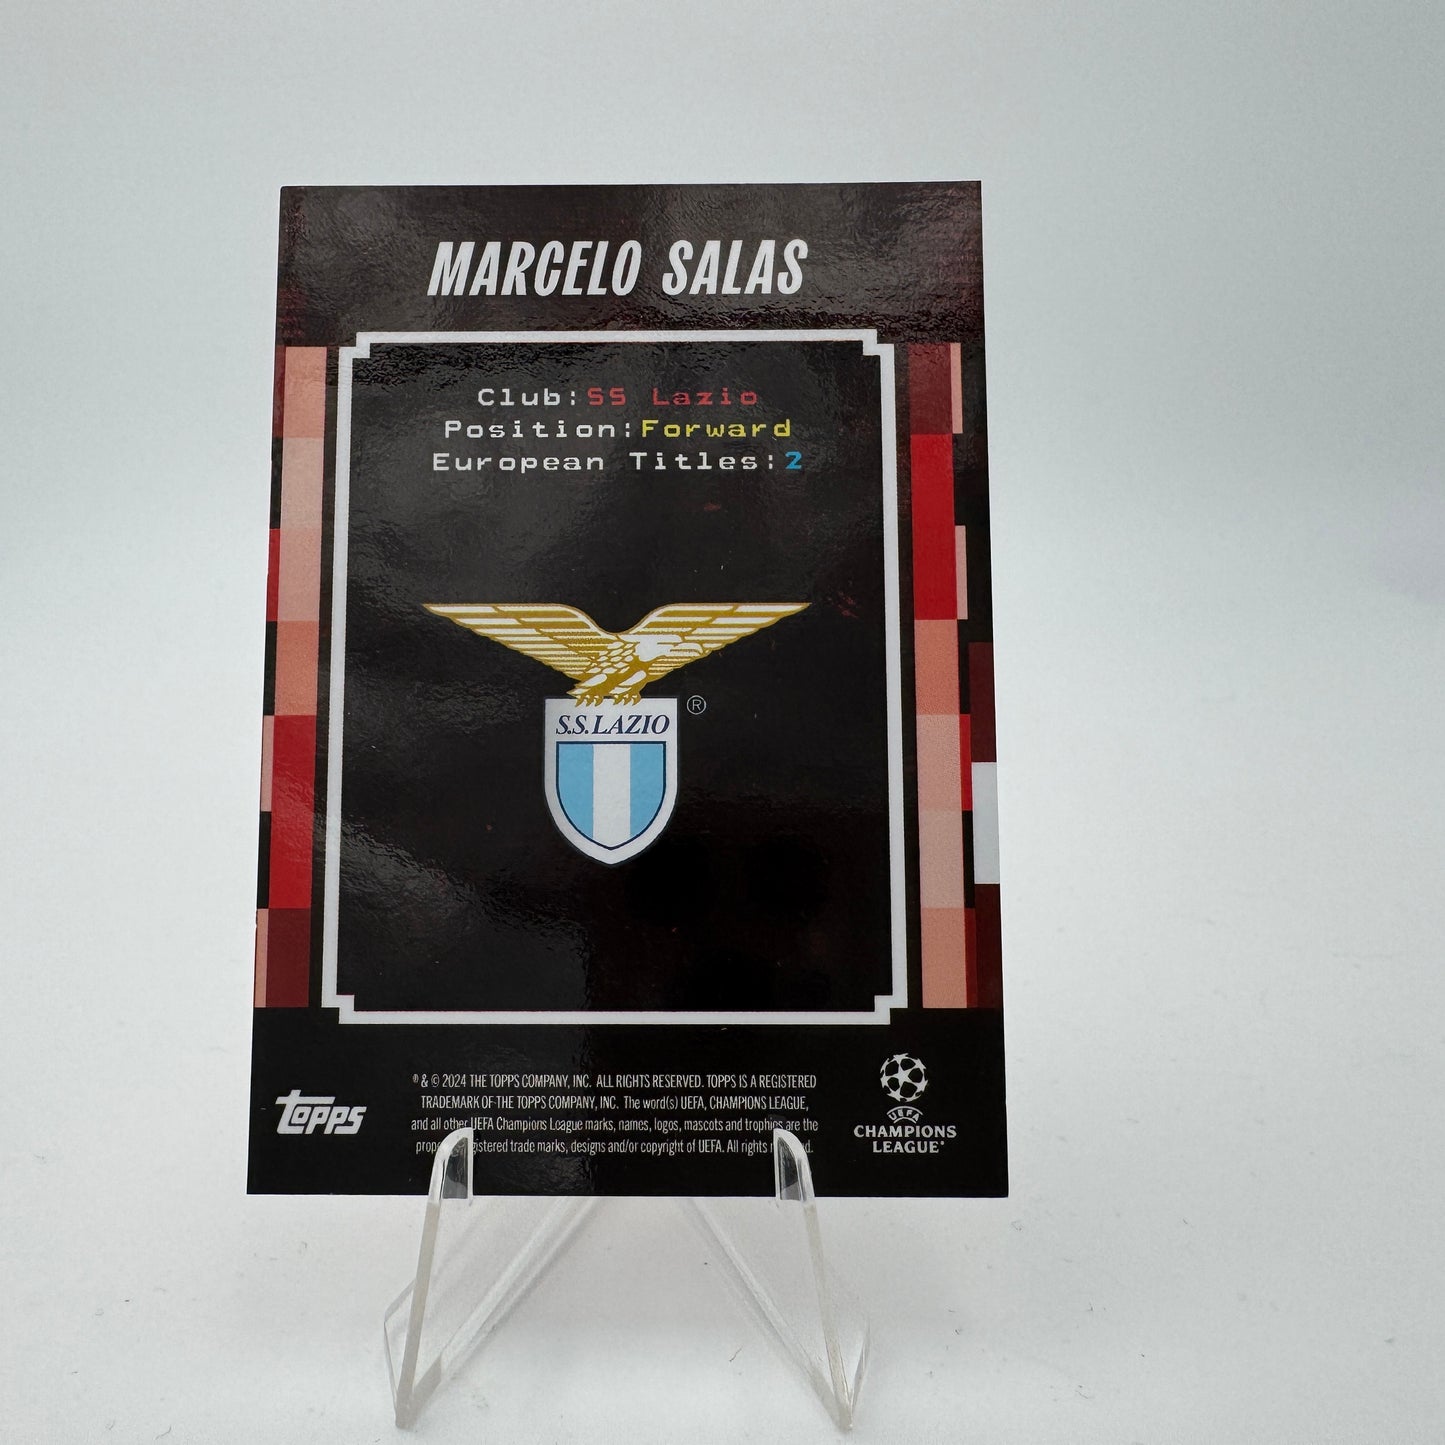 MARCELO SALAS
Club:SS Lazio
Position:Forward
European Titles:2
®
S.S.LAZIO
® & © 2024 THE TOPPS COMPANY, INC. ALL RIGHTS RESERVED. TOPPS IS A REGISTERED
TRADEMARK OF THE TOPPS COMPANY, INC. The word(s) UEFA, CHAMPIONS LEAGUE,
and all other UEFA Champions League marks, names, logos, mascots and trophies are the
trade marks, designs and/or copyright of UEFA. All rights
topps
UEFA
CHAMPIONS
LEAGUE®